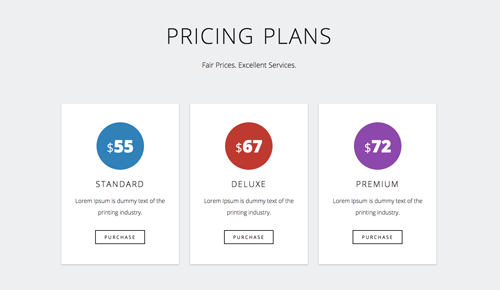 PRICING PLANS
Fair Prices. Excellent Services.
$55
STANDARD
Lorem Ipsum is dummy text of the
printing industry.
PURCHASE
$67
DELUXE
Lorem Ipsum is dummy text of the
printing industry.
PURCHASE
$72
PREMIUM
Lorem Ipsum is dummy text of the
printing industry.
PURCHASE